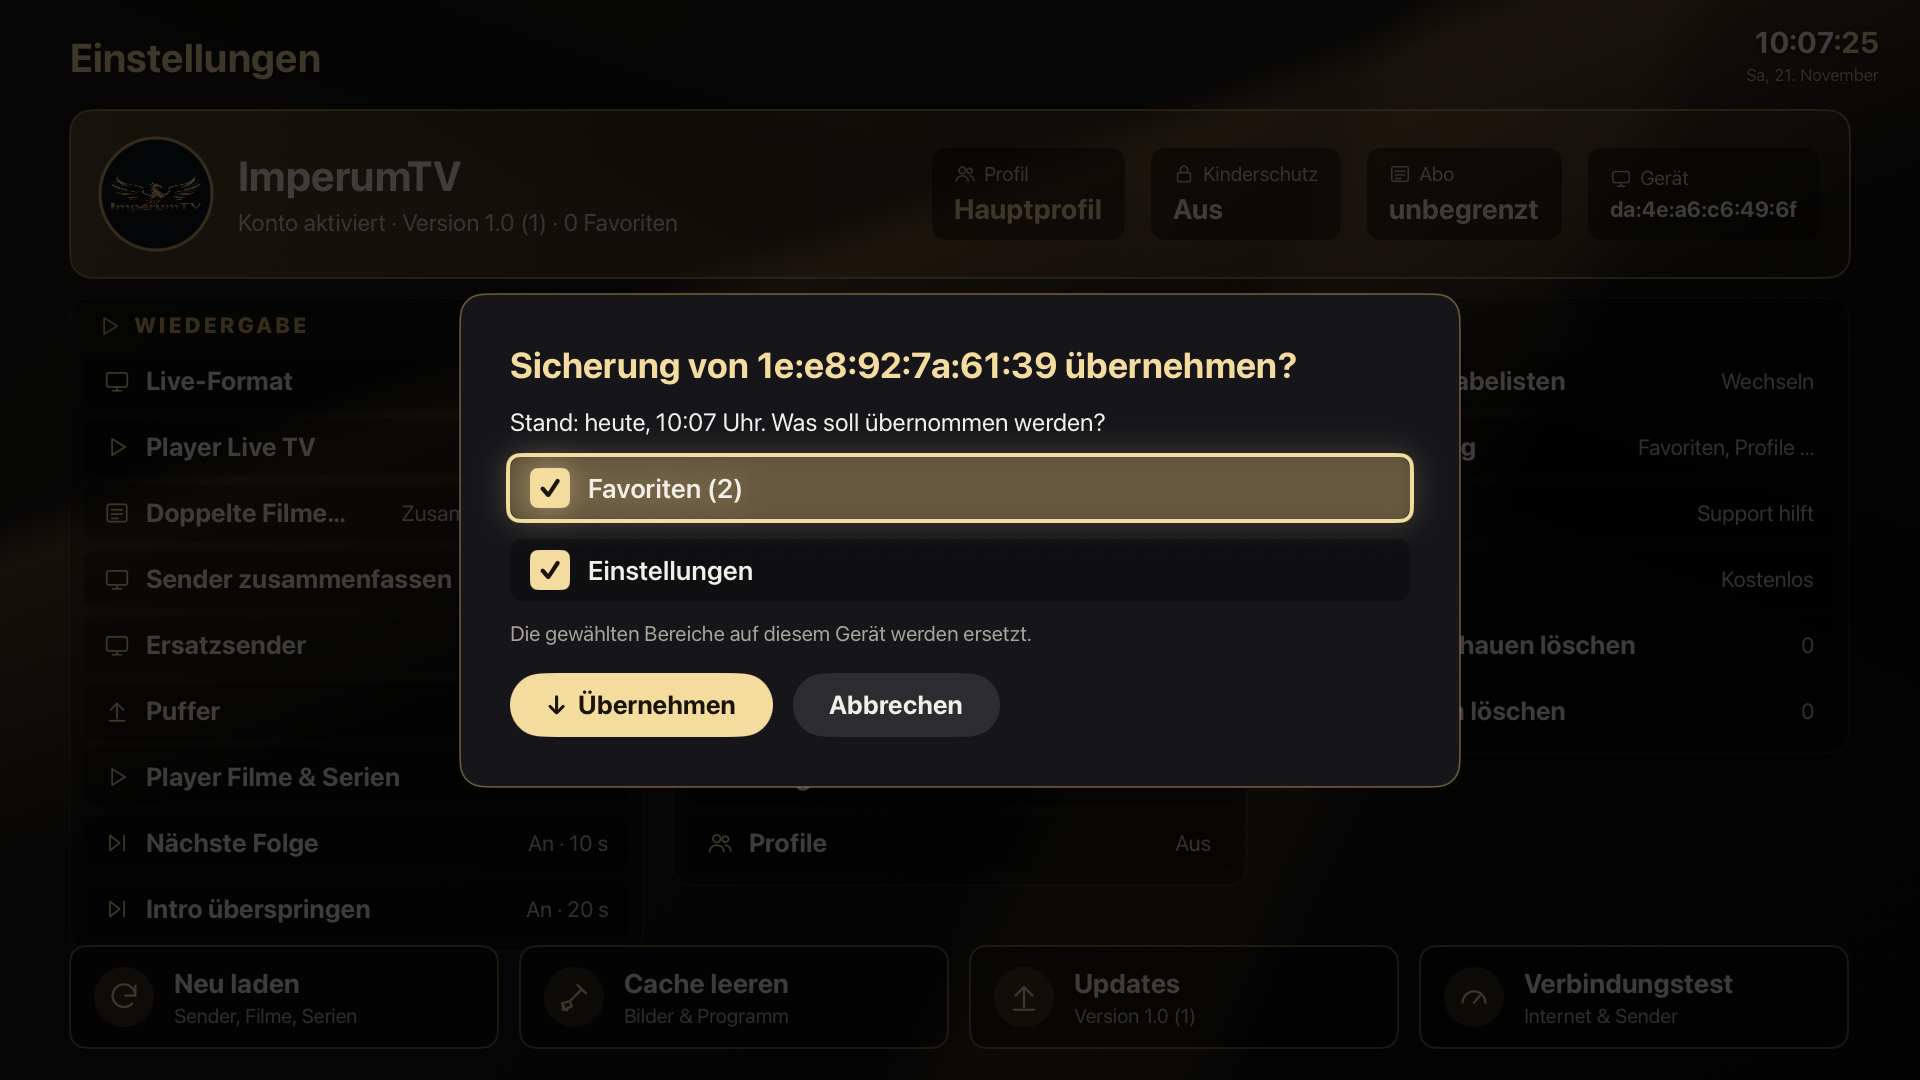 Einstellungen
10:07:25
Sa, 21. November
ImperumTV
ImperumTV
Konto aktiviert · Version 1.0 (1) · 0 Favoriten
Profil
Hauptprofil
Kinderschutz
Aus
Abo
unbegrenzt
Gerät
da:4e:a6:c6:49:6f
WIEDERGABE
Live-Format
Player Live TV
Doppelte Filme...
Sender zusammenfassen
Ersatzsender
Puffer
Player Filme & Serien
Nächste Folge An · 10 s
Intro überspringen An · 20 s
Sicherung von 1e:e8:92:7a:61:39 übernehmen?
Stand: heute, 10:07 Uhr. Was soll übernommen werden?
Favoriten (2)
Einstellungen
Die gewählten Bereiche auf diesem Gerät werden ersetzt.
Übernehmen
Abbrechen
Profile Aus
Wechseln
Favoriten, Profile ...
Support hilft
Kostenlos
löschen 0
löschen 0
Neu laden
Sender, Filme, Serien
Cache leeren
Bilder & Programm
Updates
Version 1.0 (1)
Verbindungstest
Internet & Sender